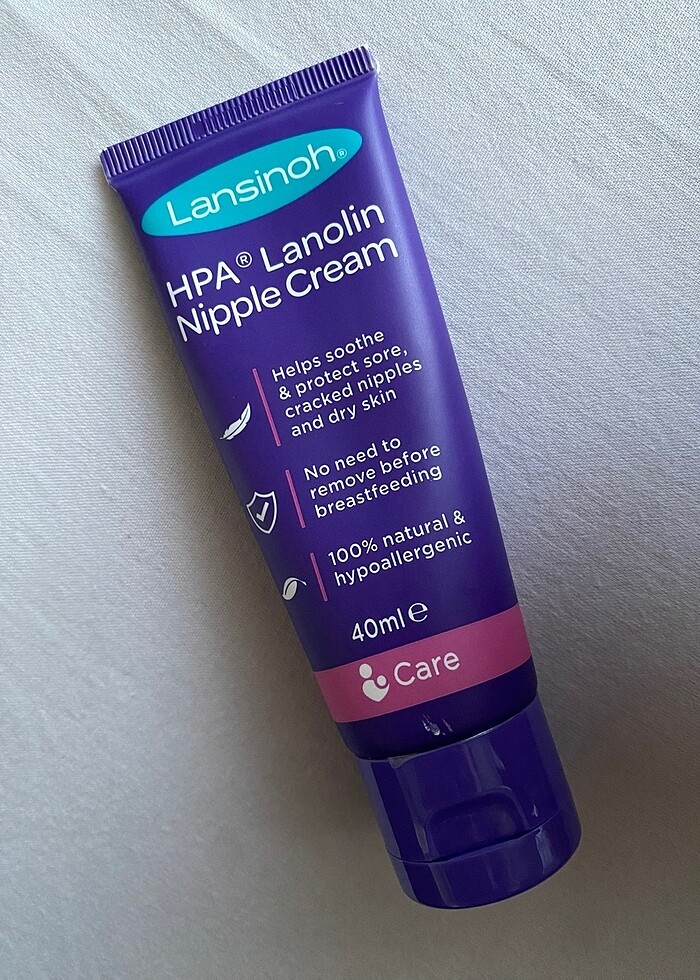 Lansinoh®
HPA® Lanolin
Nipple Cream
Helps soothe
& protect sore,
cracked nipples
and dry skin
No need to
remove before
breastfeeding
100% natural &
hypoallergenic
40ml ℮
Care